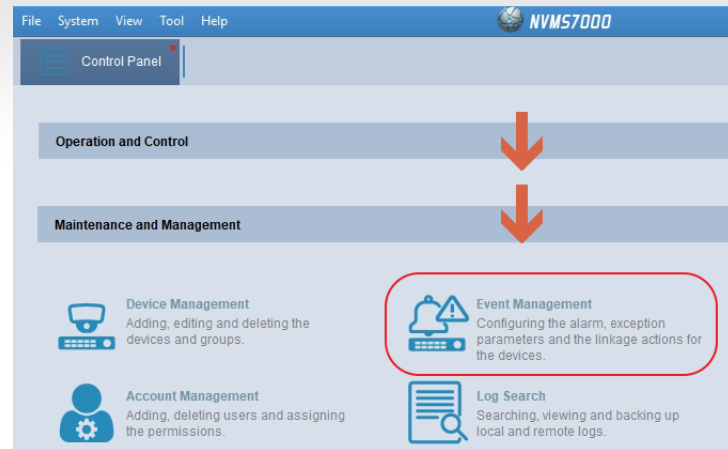 File System View Tool Help NVMS7000
Control Panel
Operation and Control
Maintenance and Management
Device Management
Adding, editing and deleting the
devices and groups.
Event Management
Configuring the alarm, exception
parameters and the linkage actions for
the devices.
Account Management
Adding, deleting users and assigning
the permissions.
Log Search
Searching, viewing and backing up
local and remote logs.